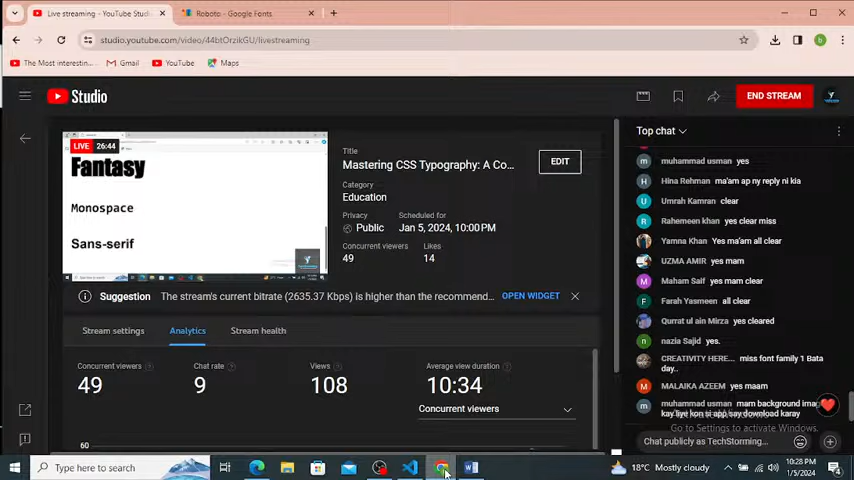 Live streaming - YouTube Studi
Roboto - Google Fonts
studio.youtube.com/video/44btOrzikGU/livestreaming
b
The Most interestin...
Gmail
YouTube
Maps
Studio
END STREAM
LIVE 26:44
Fantasy
Monospace
Sans-serif
Title
Mastering CSS Typography: A Co...
EDIT
Category
Education
Privacy
Scheduled for
Public
Jan 5, 2024, 10:00 PM
Concurrent viewers
Likes
49
14
Suggestion The stream's current bitrate (2635.37 Kbps) is higher than the recommend...
OPEN WIDGET
Stream settings
Analytics
Stream health
Concurrent viewers
Chat rate
Views
Average view duration
49
9
108
10:34
Concurrent viewers
60
Top chat
muhammad usman yes
Hina Rehman ma'am ap ny reply ni kia
Umrah Kamran clear
Rahemeen khan yes clear miss
Yamna Khan Yes ma'am all clear
UZMA AMIR yes mam
Maham Saif yes mam clear
Farah Yasmeen all clear
Qurrat ul ain Mirza yes cleared
nazia Sajid yes.
CREATIVITY HERE... miss font family 1 Bata
day..
MALAIKA AZEEM yes maam
muhammad usman mam background imag
kay liye kon si app/say download karay
Go to Settings to activate Windows.
Chat publicly as TechStorming...
Type here to search
18°C Mostly cloudy
10:28 PM
1/5/2024
4